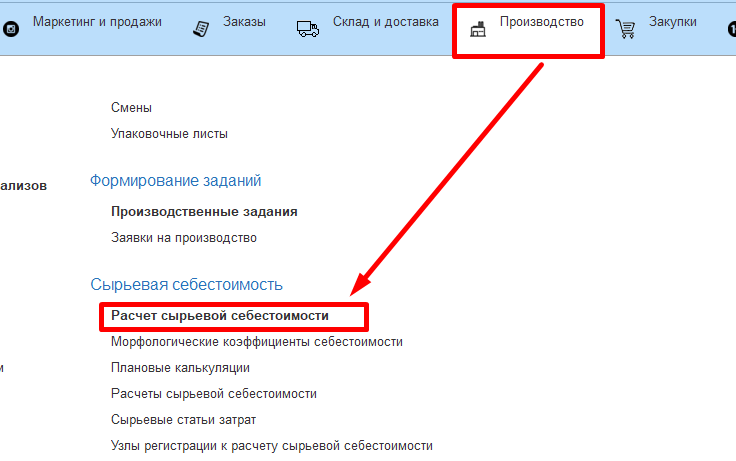 Маркетинг и продажи
Заказы
Склад и доставка
Производство
Закупки
Смены
Упаковочные листы
ализов
Формирование заданий
Производственные задания
Заявки на производство
Сырьевая себестоимость
Расчет сырьевой себестоимости
Морфологические коэффициенты себестоимости
м
Плановые калькуляции
Расчеты сырьевой себестоимости
Сырьевые статьи затрат
Узлы регистрации к расчету сырьевой себестоимости